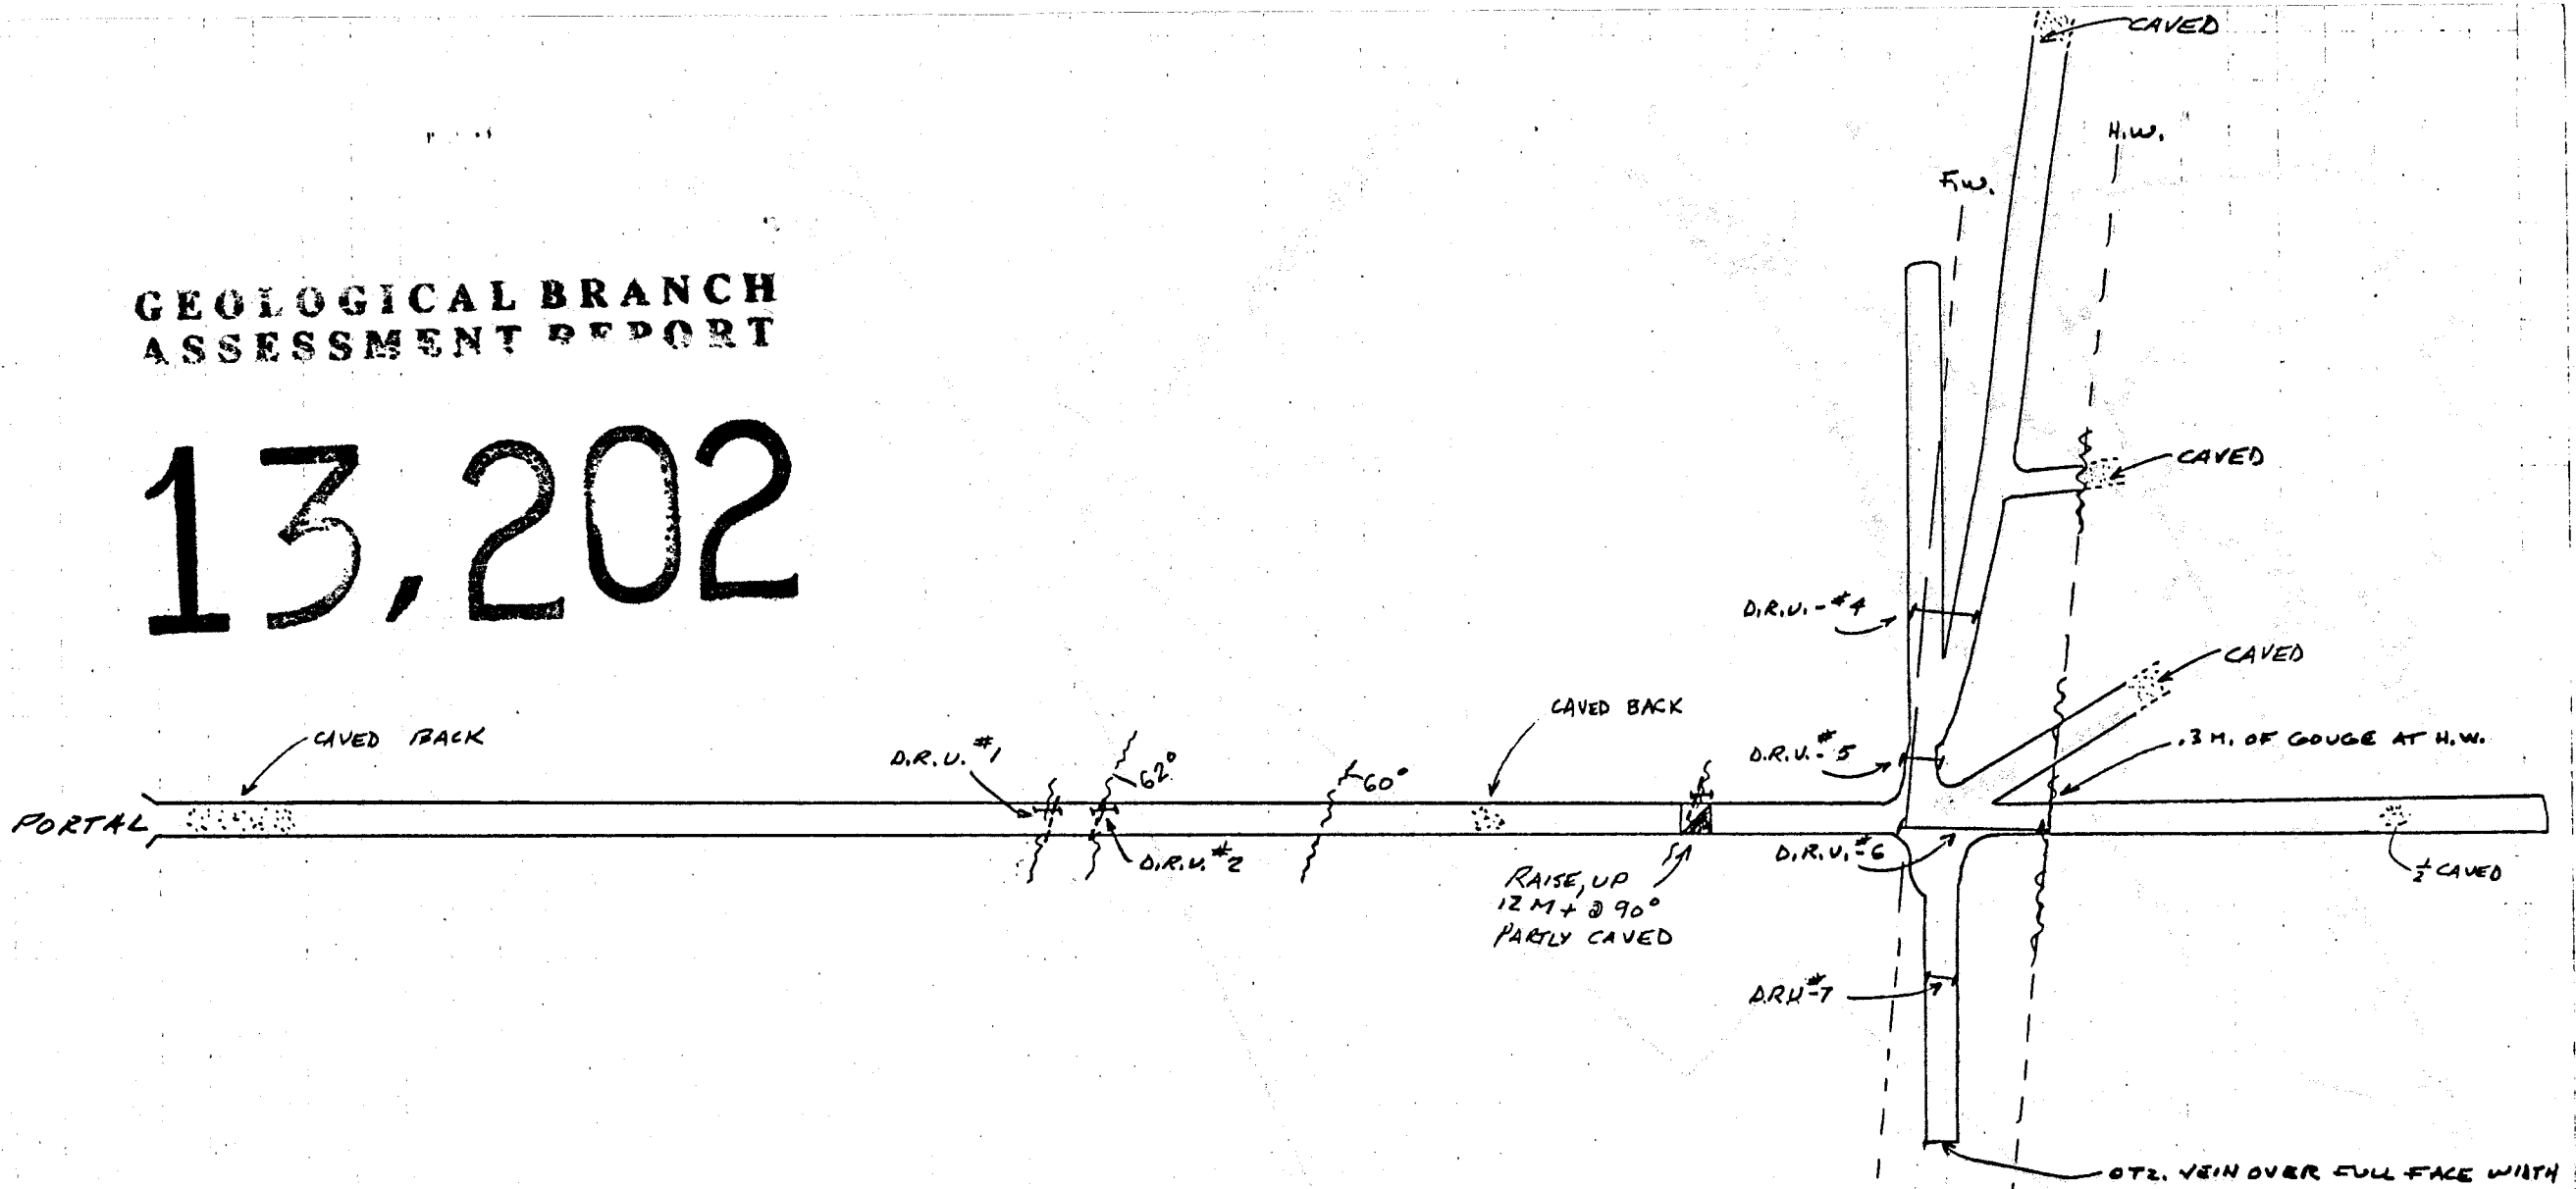 CAVED
H.W.
F.W.
GEOLOGICAL BRANCH
ASSESSMENT REPORT
13,202
CAVED
D.R.U.-#4
CAVED
CAVED BACK
CAVED BACK
D.R.U. #1
62°
60°
D.R.U.-#5
.3 M. OF GOUGE AT H.W.
PORTAL
D.R.U. #2
D.R.U.-#6
1/2 CAVED
RAISE, UP
12 M + @ 90°
PARTLY CAVED
D.R.U-#7
QTZ. VEIN OVER FULL FACE WIDTH